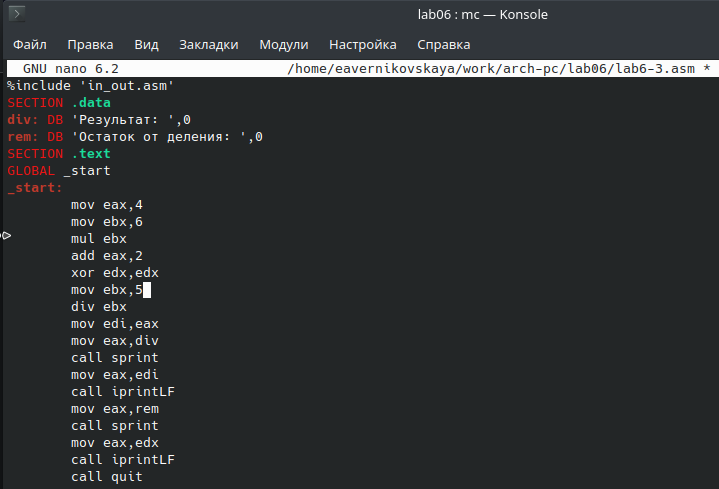 lab06 : mc — Konsole
Файл Правка Вид Закладки Модули Настройка Справка
GNU nano 6.2 /home/eavernikovskaya/work/arch-pc/lab06/lab6-3.asm *
%include 'in_out.asm'
SECTION .data
div: DB 'Результат: ',0
rem: DB 'Остаток от деления: ',0
SECTION .text
GLOBAL _start
_start:
mov eax,4
mov ebx,6
mul ebx
add eax,2
xor edx,edx
mov ebx,5
div ebx
mov edi,eax
mov eax,div
call sprint
mov eax,edi
call iprintLF
mov eax,rem
call sprint
mov eax,edx
call iprintLF
call quit